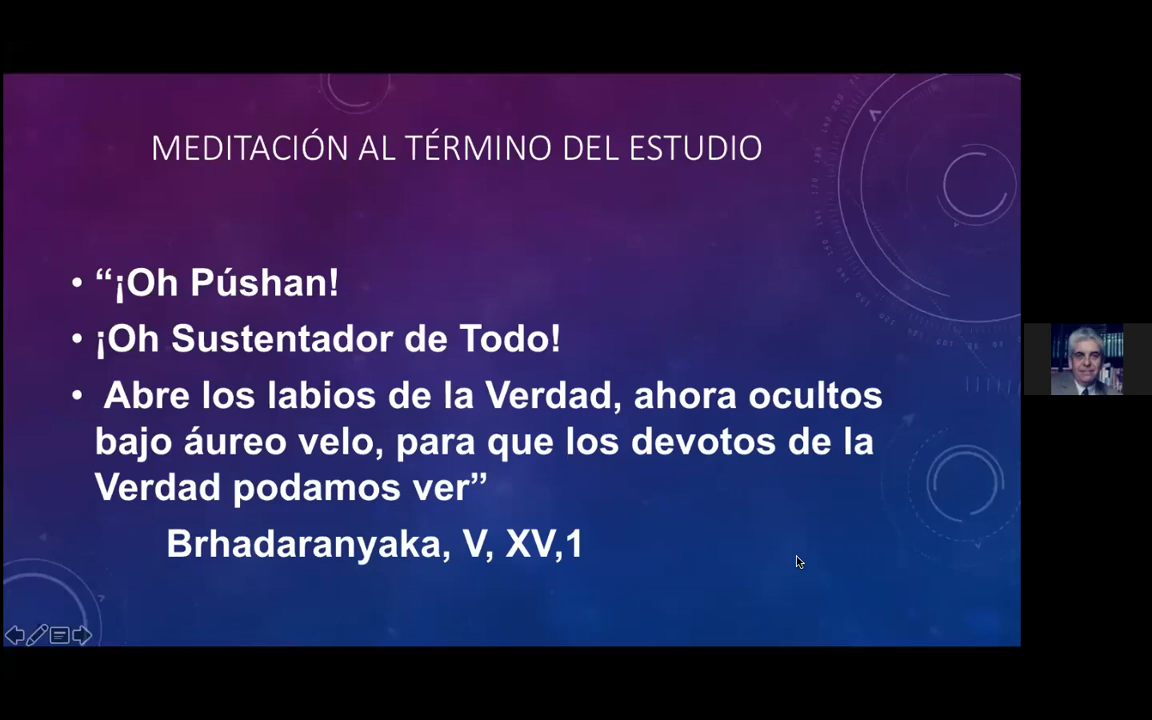 MEDITACIÓN AL TÉRMINO DEL ESTUDIO
• “¡Oh Púshan!
• ¡Oh Sustentador de Todo!
• Abre los labios de la Verdad, ahora ocultos
bajo áureo velo, para que los devotos de la
Verdad podamos ver”
Brhadaranyaka, V, XV,1